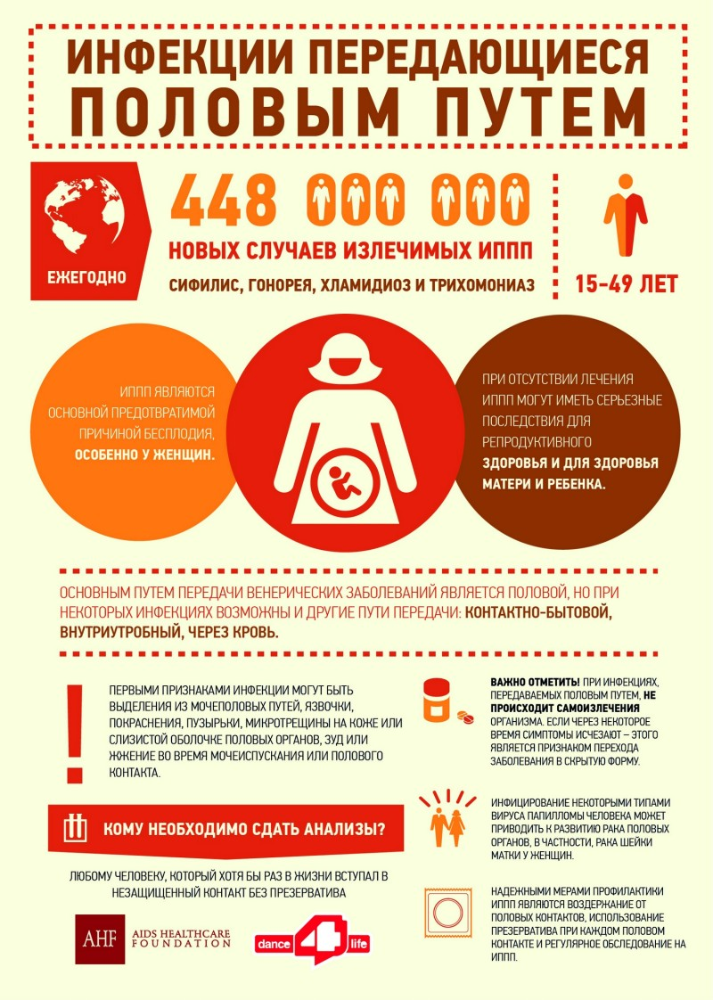 ИНФЕКЦИИ ПЕРЕДАЮЩИЕСЯ
ПОЛОВЫМ ПУТЕМ
ЕЖЕГОДНО
448 000 000
НОВЫХ СЛУЧАЕВ ИЗЛЕЧИМЫХ ИППП
СИФИЛИС, ГОНОРЕЯ, ХЛАМИДИОЗ И ТРИХОМОНИАЗ
15-49 ЛЕТ
ИППП ЯВЛЯЮТСЯ
ОСНОВНОЙ ПРЕДОТВРАТИМОЙ
ПРИЧИНОЙ БЕСПЛОДИЯ,
ОСОБЕННО У ЖЕНЩИН.
ПРИ ОТСУТСТВИИ ЛЕЧЕНИЯ
ИППП МОГУТ ИМЕТЬ СЕРЬЕЗНЫЕ
ПОСЛЕДСТВИЯ ДЛЯ
РЕПРОДУКТИВНОГО
ЗДОРОВЬЯ И ДЛЯ ЗДОРОВЬЯ
МАТЕРИ И РЕБЕНКА.
ОСНОВНЫМ ПУТЕМ ПЕРЕДАЧИ ВЕНЕРИЧЕСКИХ ЗАБОЛЕВАНИЙ ЯВЛЯЕТСЯ ПОЛОВОЙ, НО ПРИ
НЕКОТОРЫХ ИНФЕКЦИЯХ ВОЗМОЖНЫ И ДРУГИЕ ПУТИ ПЕРЕДАЧИ: КОНТАКТНО-БЫТОВОЙ,
ВНУТРИУТРОБНЫЙ, ЧЕРЕЗ КРОВЬ.
!
ПЕРВЫМИ ПРИЗНАКАМИ ИНФЕКЦИИ МОГУТ БЫТЬ
ВЫДЕЛЕНИЯ ИЗ МОЧЕПОЛОВЫХ ПУТЕЙ, ЯЗВОЧКИ,
ПОКРАСНЕНИЯ, ПУЗЫРЬКИ, МИКРОТРЕЩИНЫ НА КОЖЕ ИЛИ
СЛИЗИСТОЙ ОБОЛОЧКЕ ПОЛОВЫХ ОРГАНОВ, ЗУД ИЛИ
ЖЖЕНИЕ ВО ВРЕМЯ МОЧЕИСПУСКАНИЯ ИЛИ ПОЛОВОГО
КОНТАКТА.
КОМУ НЕОБХОДИМО СДАТЬ АНАЛИЗЫ?
ЛЮБОМУ ЧЕЛОВЕКУ, КОТОРЫЙ ХОТЯ БЫ РАЗ В ЖИЗНИ ВСТУПАЛ В
НЕЗАЩИЩЕННЫЙ КОНТАКТ БЕЗ ПРЕЗЕРВАТИВА
AHF
AIDS HEALTHCARE
FOUNDATION
dance 4 life
ВАЖНО ОТМЕТИТЬ! ПРИ ИНФЕКЦИЯХ,
ПЕРЕДАВАЕМЫХ ПОЛОВЫМ ПУТЕМ, НЕ
ПРОИСХОДИТ САМОИЗЛЕЧЕНИЯ
ОРГАНИЗМА. ЕСЛИ ЧЕРЕЗ НЕКОТОРОЕ
ВРЕМЯ СИМПТОМЫ ИСЧЕЗАЮТ – ЭТОГО
ЯВЛЯЕТСЯ ПРИЗНАКОМ ПЕРЕХОДА
ЗАБОЛЕВАНИЯ В СКРЫТУЮ ФОРМУ.
ИНФИЦИРОВАНИЕ НЕКОТОРЫМИ ТИПАМИ
ВИРУСА ПАПИЛЛОМЫ ЧЕЛОВЕКА МОЖЕТ
ПРИВОДИТЬ К РАЗВИТИЮ РАКА ПОЛОВЫХ
ОРГАНОВ, В ЧАСТНОСТИ, РАКА ШЕЙКИ
МАТКИ У ЖЕНЩИН.
НАДЕЖНЫМИ МЕРАМИ ПРОФИЛАКТИКИ
ИППП ЯВЛЯЮТСЯ ВОЗДЕРЖАНИЕ ОТ
ПОЛОВЫХ КОНТАКТОВ, ИСПОЛЬЗОВАНИЕ
ПРЕЗЕРВАТИВА ПРИ КАЖДОМ ПОЛОВОМ
КОНТАКТЕ И РЕГУЛЯРНОЕ ОБСЛЕДОВАНИЕ НА
ИППП.